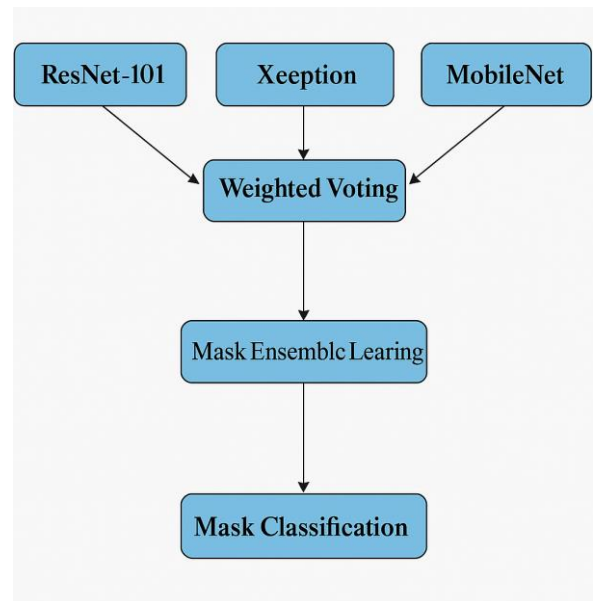 ResNet-101
Xeeption
MobileNet
Weighted Voting
Mask Ensemblc Learing
Mask Classification